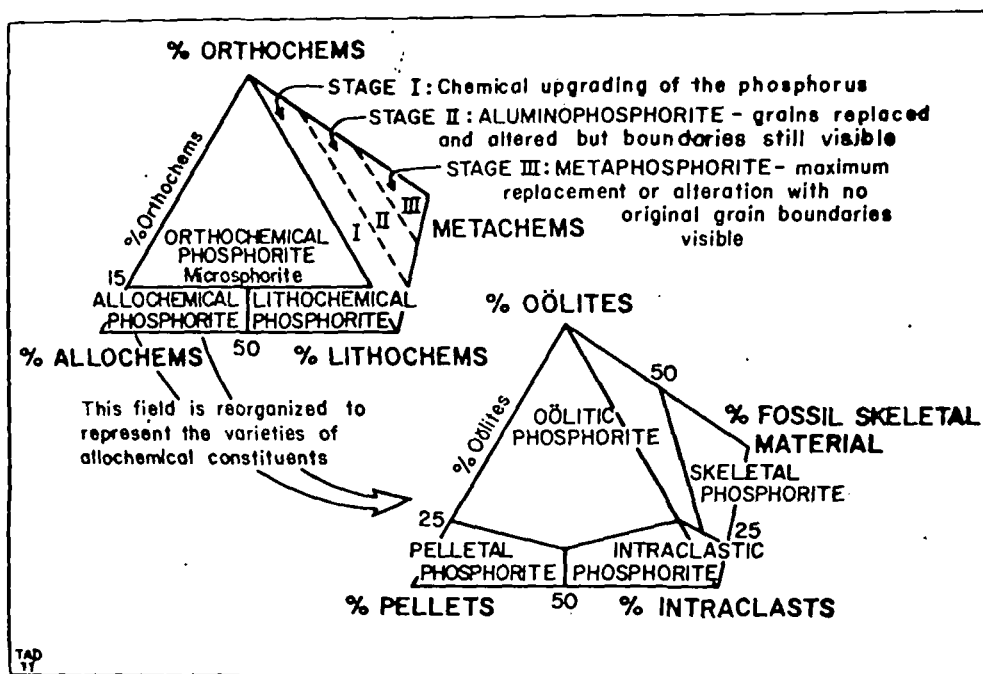 % ORTHOCHEMS
STAGE I: Chemical upgrading of the phosphorus
STAGE II: ALUMINOPHOSPHORITE - grains replaced
and altered but boundaries still visible
STAGE III: METAPHOSPHORITE - maximum
replacement or alteration with no
original grain boundaries
visible
% Orthochems
I
II
III
METACHEMS
ORTHOCHEMICAL
PHOSPHORITE
Microsphorite
15
ALLOCHEMICAL
PHOSPHORITE
LITHOCHEMICAL
PHOSPHORITE
50
% ALLOCHEMS
% LITHOCHEMS
This field is reorganized to
represent the varieties of
allochemical constituents
% OÖLITES
50
% FOSSIL SKELETAL
MATERIAL
% Oölites
OÖLITIC
PHOSPHORITE
SKELETAL
PHOSPHORITE
25
25
PELLETAL
PHOSPHORITE
INTRACLASTIC
PHOSPHORITE
50
% PELLETS
% INTRACLASTS
TAD
77